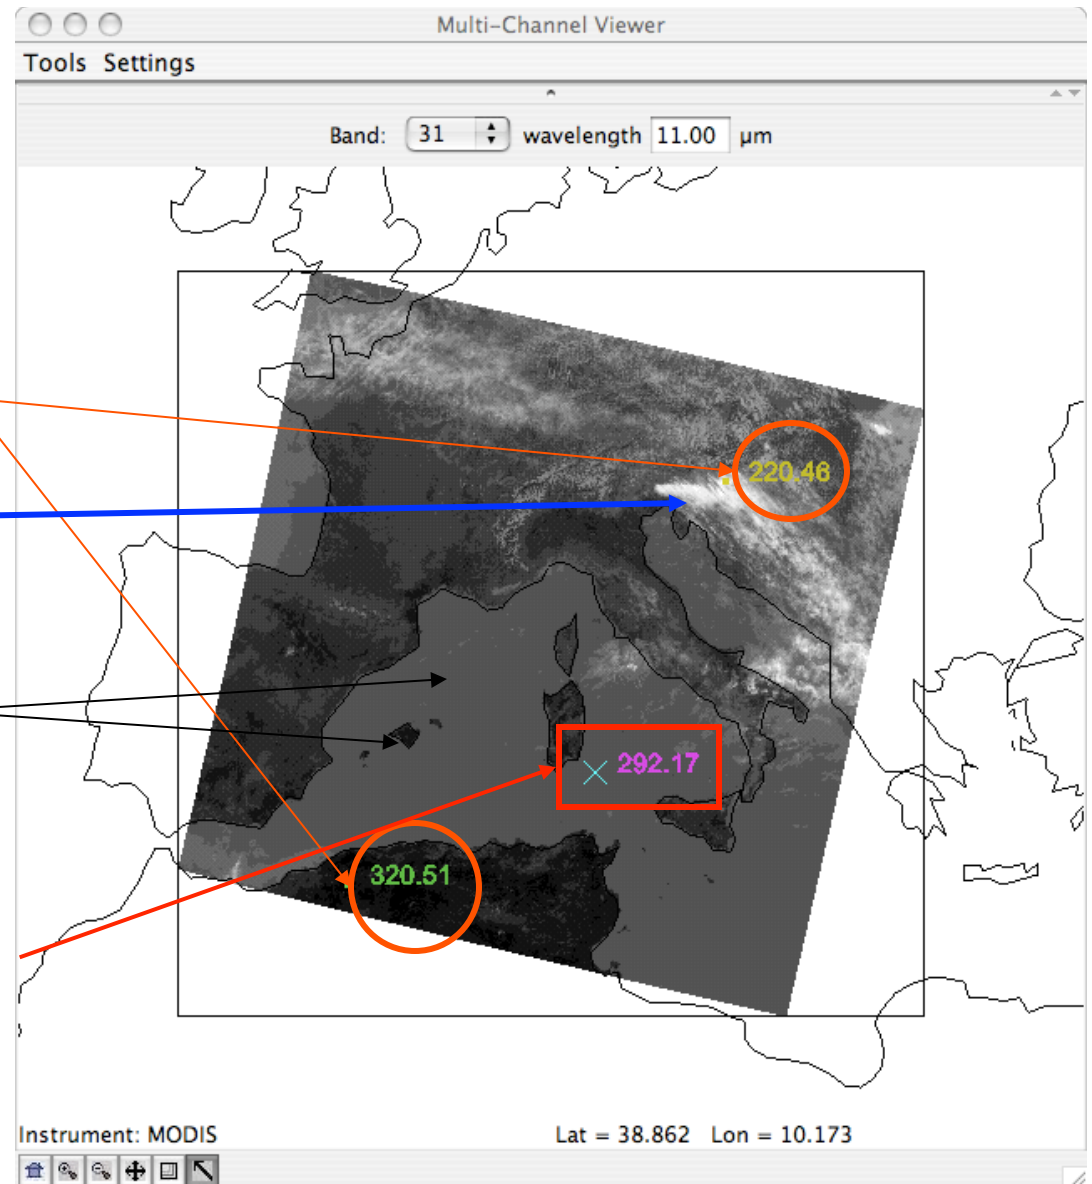 Multi-Channel Viewer
Tools Settings
Band: 31 wavelength 11.00 µm
220.46
292.17
320.51
Instrument: MODIS Lat = 38.862 Lon = 10.173